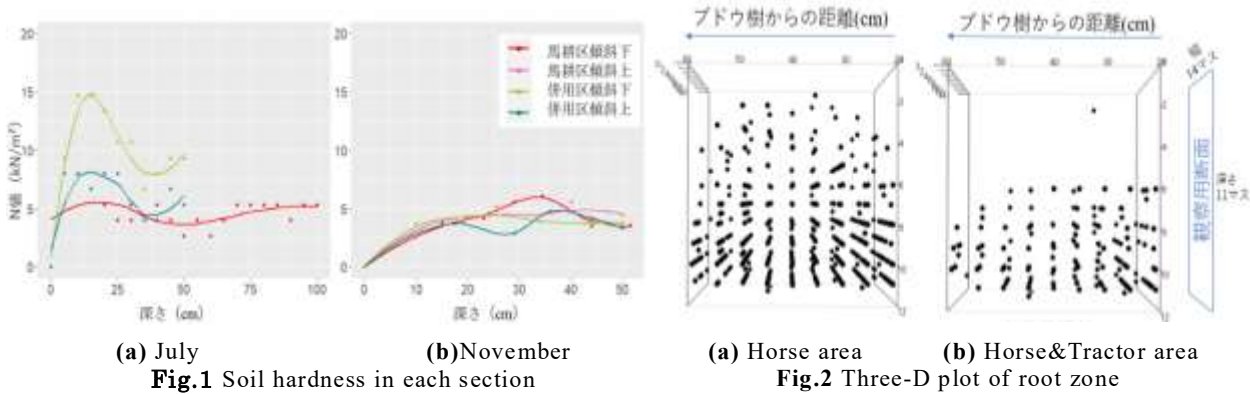 20
15
10
5
0
N値 (kN/m²)
0
25
50
75
100
深さ (cm)
20
15
10
5
0
0
10
20
30
40
50
深さ (cm)
馬耕区傾斜下
馬耕区傾斜上
併用区傾斜下
併用区傾斜上
(a) July
(b)November
Fig.1 Soil hardness in each section
ブドウ樹からの距離(cm)
ブドウ樹からの距離(cm)
幅
14マス
観察用断面
深さ
11マス
(a) Horse area
(b) Horse&Tractor area
Fig.2 Three-D plot of root zone